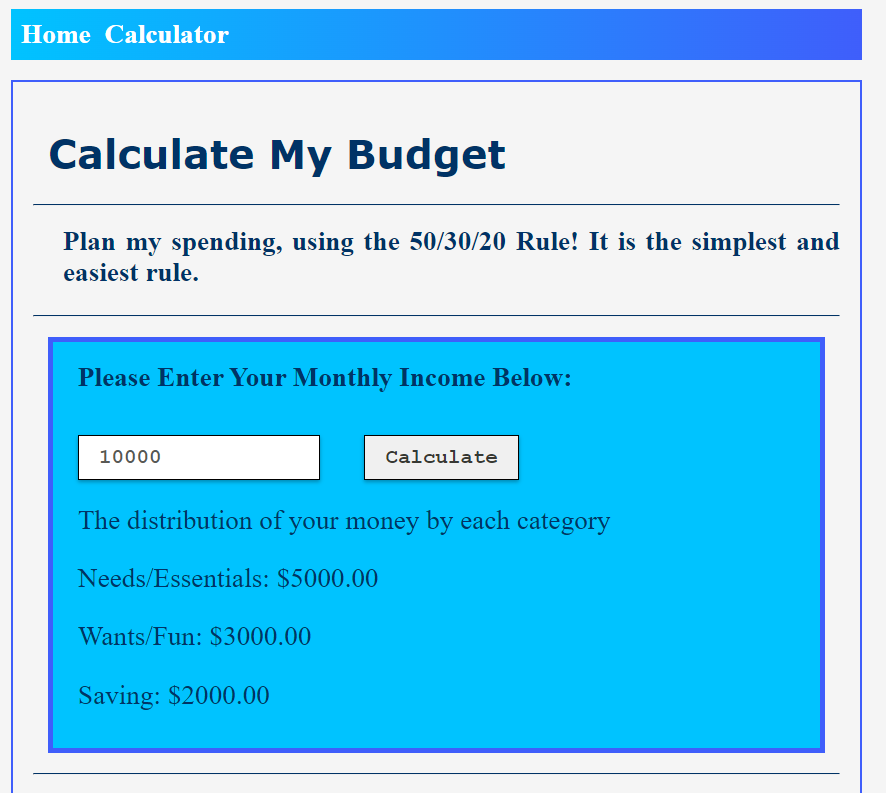 Home Calculator
Calculate My Budget
Plan my spending, using the 50/30/20 Rule! It is the simplest and
easiest rule.
Please Enter Your Monthly Income Below:
10000 Calculate
The distribution of your money by each category
Needs/Essentials: $5000.00
Wants/Fun: $3000.00
Saving: $2000.00